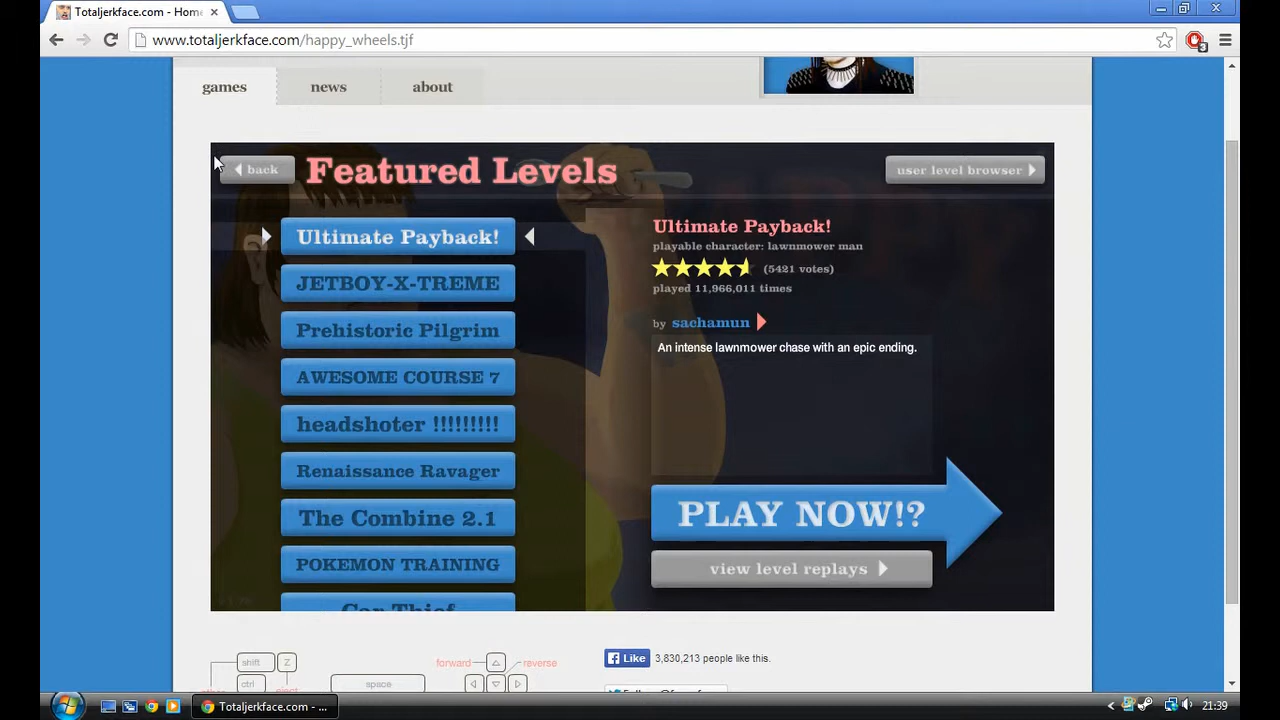 Totaljerkface.com - Hom
www.totaljerkface.com/happy_wheels.tjf
3
games
news
about
back
Featured Levels
user level browser
Ultimate Payback!
JETBOY-X-TREME
Prehistoric Pilgrim
AWESOME COURSE 7
headshoter !!!!!!!!!
Renaissance Ravager
The Combine 2.1
POKEMON TRAINING
Car Thief
Ultimate Payback!
playable character: lawnmower man
(5421 votes)
played 11,966,011 times
by sachamun
An intense lawnmower chase with an epic ending.
PLAY NOW!?
view level replays
shift
Z
ctrl
eject
space
forward
reverse
Like
3,830,213 people like this.
Totaljerkface.com - ...
21:39